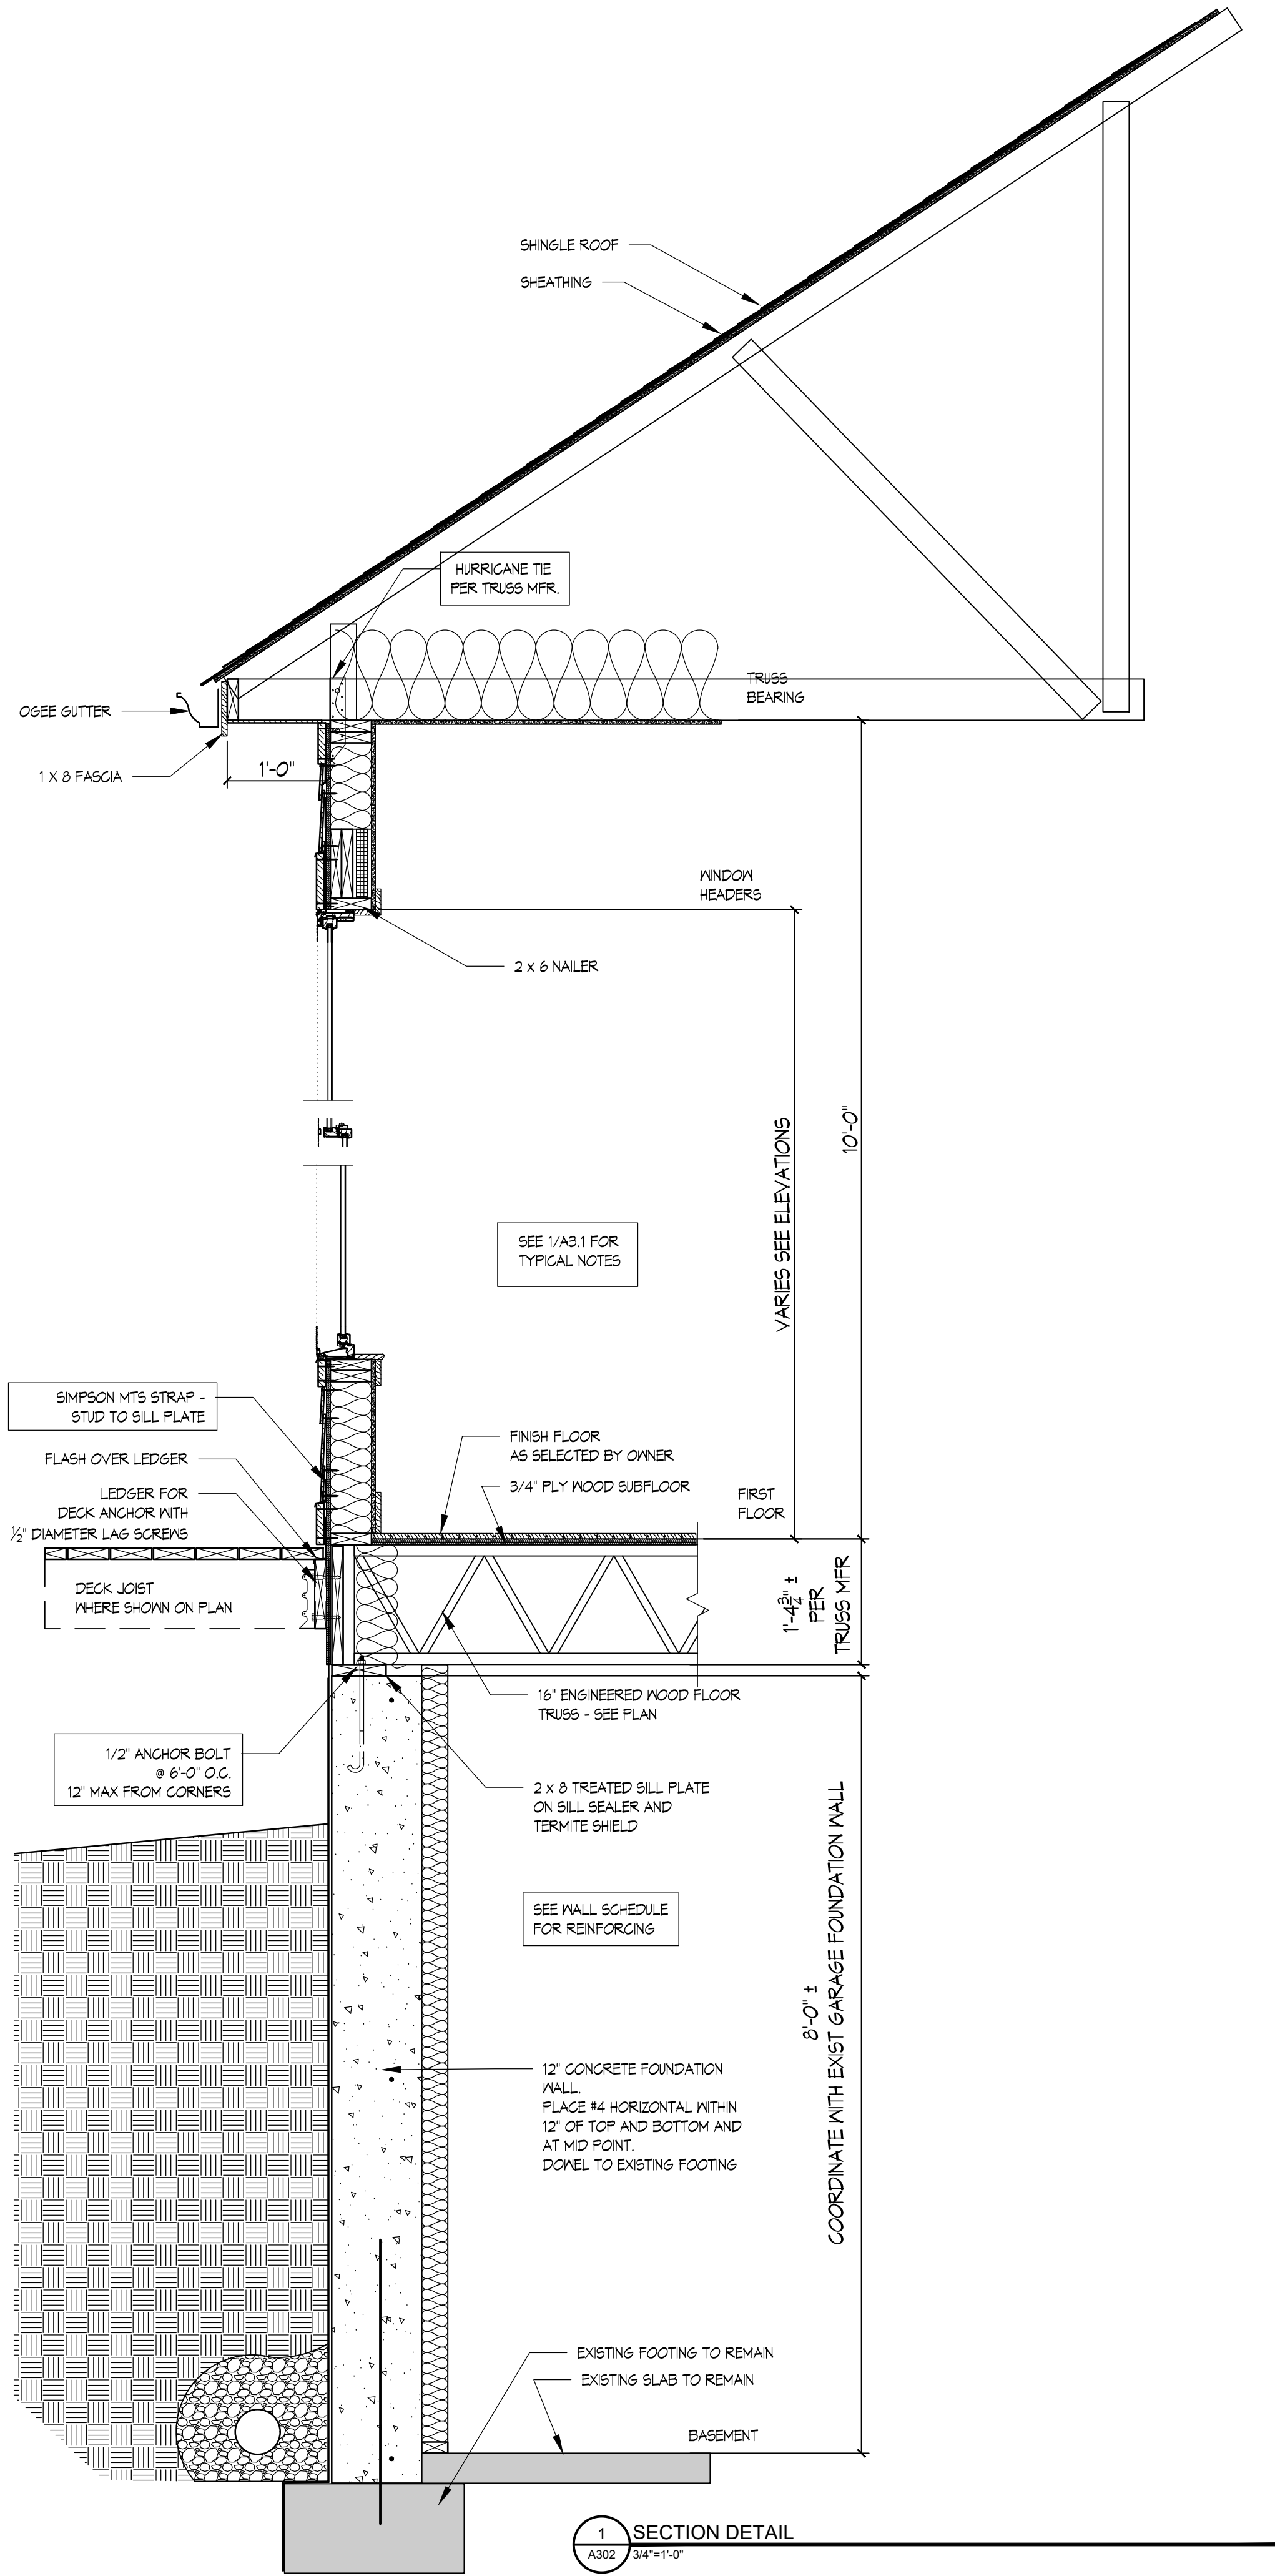 SHINGLE ROOF
SHEATHING
HURRICANE TIE
PER TRUSS MFR.
TRUSS
BEARING
OGEE GUTTER
1 X 8 FASCIA
1'-0"
WINDOW
HEADERS
2 x 6 NAILER
VARIES SEE ELEVATIONS
10'-0"
SEE 1/A3.1 FOR
TYPICAL NOTES
SIMPSON MTS STRAP -
STUD TO SILL PLATE
FLASH OVER LEDGER
LEDGER FOR
DECK ANCHOR WITH
½" DIAMETER LAG SCREWS
FINISH FLOOR
AS SELECTED BY OWNER
3/4" PLY WOOD SUBFLOOR
FIRST
FLOOR
DECK JOIST
WHERE SHOWN ON PLAN
1'-4¾" ±
PER
TRUSS MFR
16" ENGINEERED WOOD FLOOR
TRUSS - SEE PLAN
1/2" ANCHOR BOLT
@ 6'-0" O.C.
12" MAX FROM CORNERS
2 x 8 TREATED SILL PLATE
ON SILL SEALER AND
TERMITE SHIELD
SEE WALL SCHEDULE
FOR REINFORCING
8'-0" ±
COORDINATE WITH EXIST GARAGE FOUNDATION WALL
12" CONCRETE FOUNDATION
WALL.
PLACE #4 HORIZONTAL WITHIN
12" OF TOP AND BOTTOM AND
AT MID POINT.
DOWEL TO EXISTING FOOTING
EXISTING FOOTING TO REMAIN
EXISTING SLAB TO REMAIN
BASEMENT
1
A302
SECTION DETAIL
3/4"=1'-0"